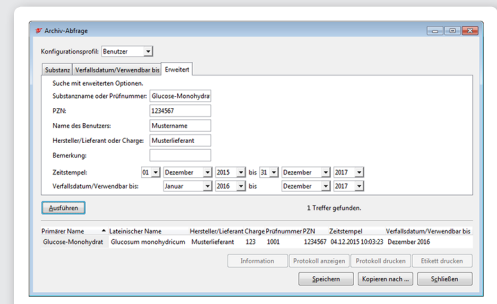 Archiv-Abfrage
Konfigurationsprofil: Benutzer
Substanz Verfallsdatum/Verwendbar bis Erweitert
Suche mit erweiterten Optionen.
Substanzname oder Prüfnummer: Glucose-Monohydra
PZN: 1234567
Name des Benutzers: Mustername
Hersteller/Lieferant oder Charge: Musterlieferant
Bemerkung:
Zeitstempel: 01 Dezember 2015 bis 31 Dezember 2017
Verfallsdatum/Verwendbar bis: Januar 2016 bis Dezember 2017
Ausführen 1 Treffer gefunden.
Primärer Name Lateinischer Name Hersteller/Lieferant Charge Prüfnummer PZN Zeitstempel Verfallsdatum/Verwendbar bis
Glucose-Monohydrat Glucosum monohydricum Musterlieferant 123 1001 1234567 04.12.2015 10:03:23 Dezember 2016
Information Protokoll anzeigen Protokoll drucken Etikett drucken
Speichern Kopieren nach ... Schließen